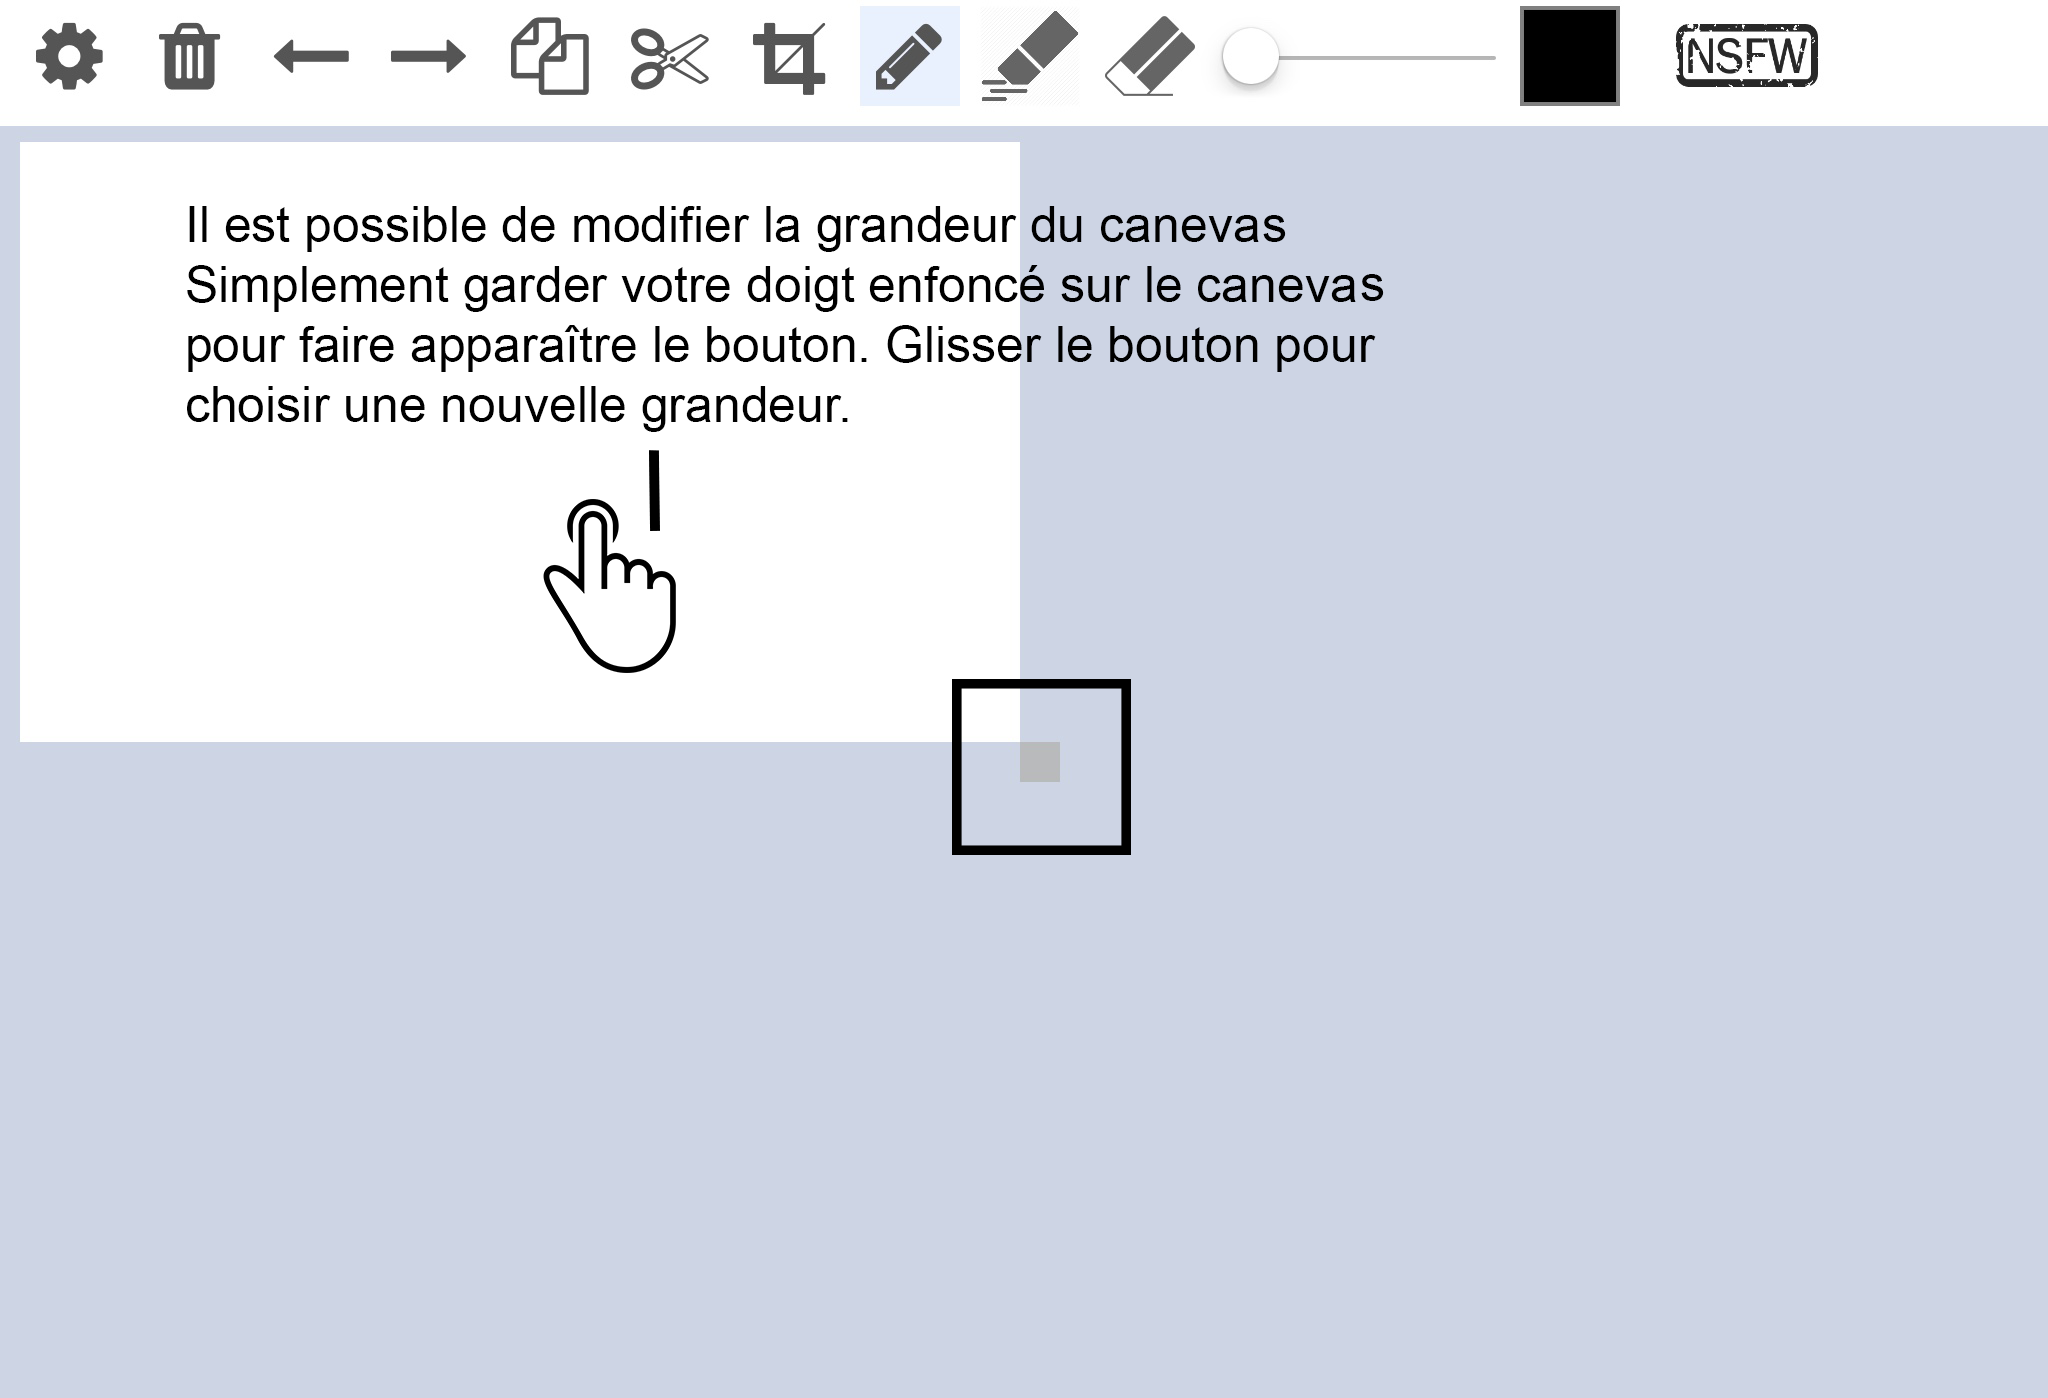 NSFW
Il est possible de modifier la grandeur du canevas
Simplement garder votre doigt enfoncé sur le canevas
pour faire apparaître le bouton. Glisser le bouton pour
choisir une nouvelle grandeur.